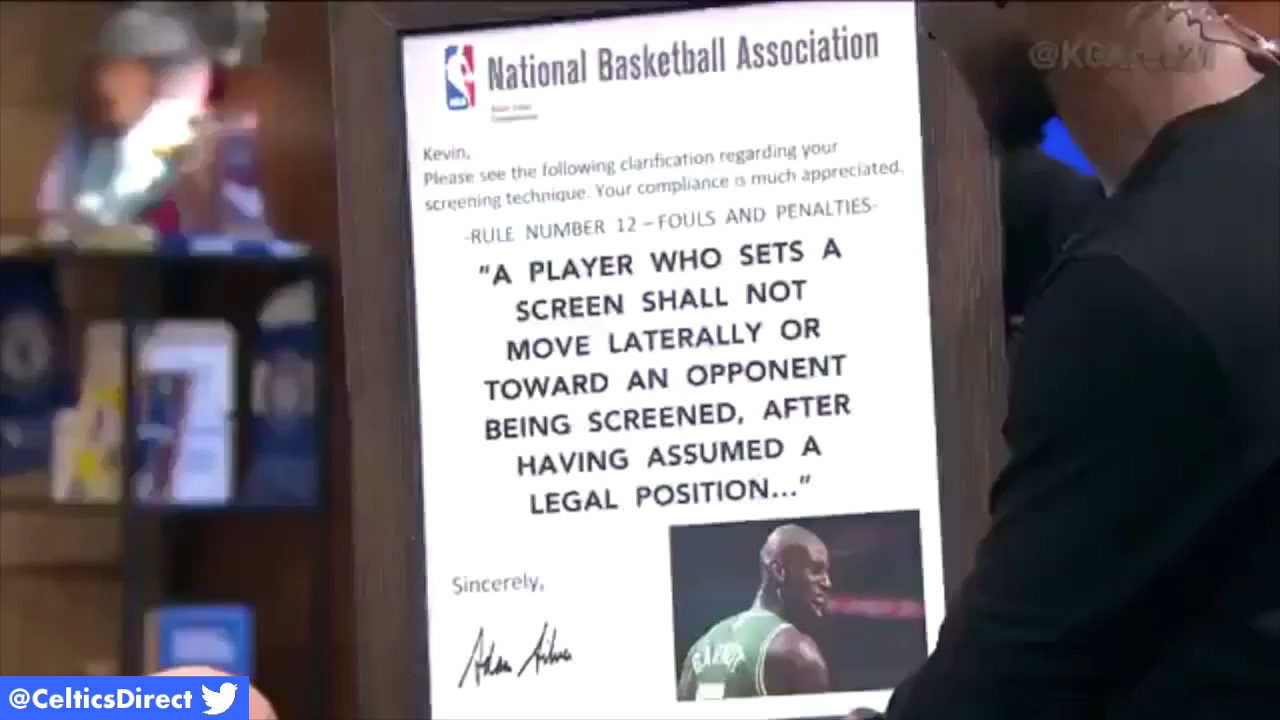 National Basketball Association
Kevin,
Please see the following clarification regarding your
screening technique. Your compliance is much appreciated.
-RULE NUMBER 12 – FOULS AND PENALTIES-
"A PLAYER WHO SETS A
SCREEN SHALL NOT
MOVE LATERALLY OR
TOWARD AN OPPONENT
BEING SCREENED, AFTER
HAVING ASSUMED A
LEGAL POSITION..."
Sincerely,
Adam Silver
@CelticsDirect